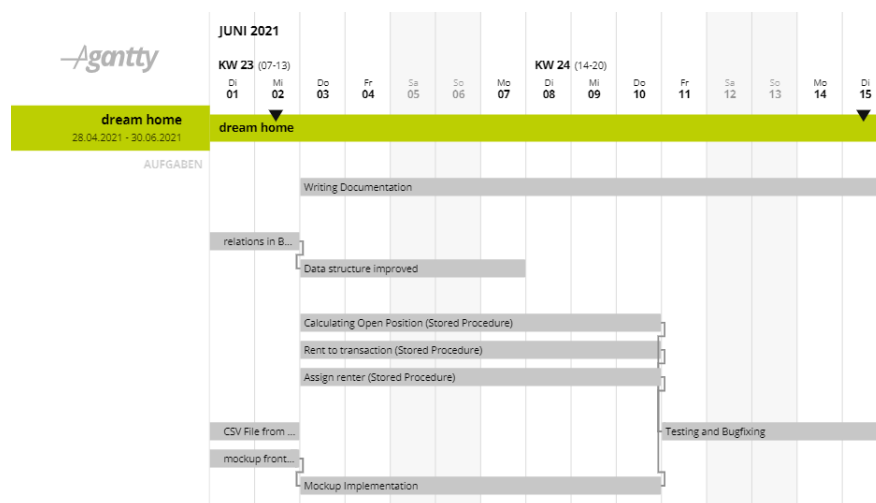 JUNI 2021
Agantty
KW 23 (07-13) KW 24 (14-20)
Di Mi Do Fr Sa So Mo Di Mi Do Fr Sa So Mo Di
01 02 03 04 05 06 07 08 09 10 11 12 13 14 15
dream home
28.04.2021 - 30.06.2021
dream home
AUFGABEN
Writing Documentation
relations in B...
Data structure improved
Calculating Open Position (Stored Procedure)
Rent to transaction (Stored Procedure)
Assign renter (Stored Procedure)
CSV File from ...
Testing and Bugfixing
mockup front...
Mockup Implementation